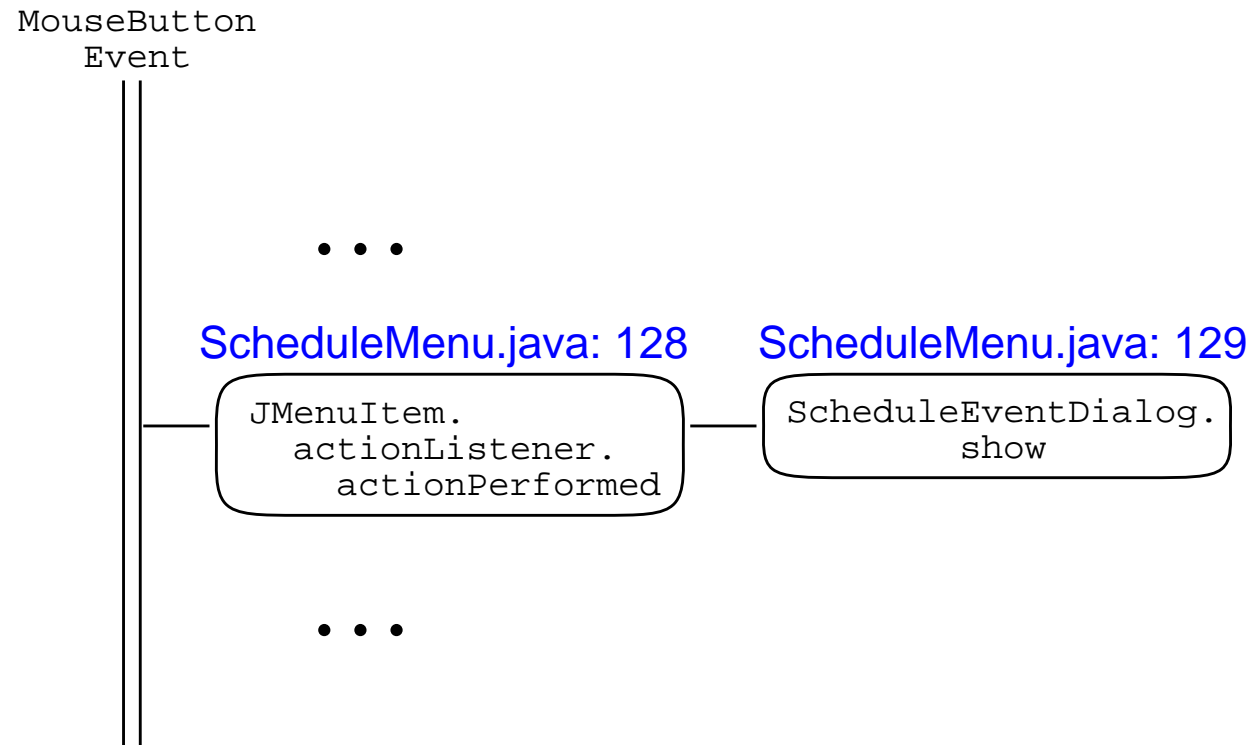 MouseButton
Event
...
ScheduleMenu.java: 128
ScheduleMenu.java: 129
JMenuItem.
actionListener.
actionPerformed
ScheduleEventDialog.
show
...